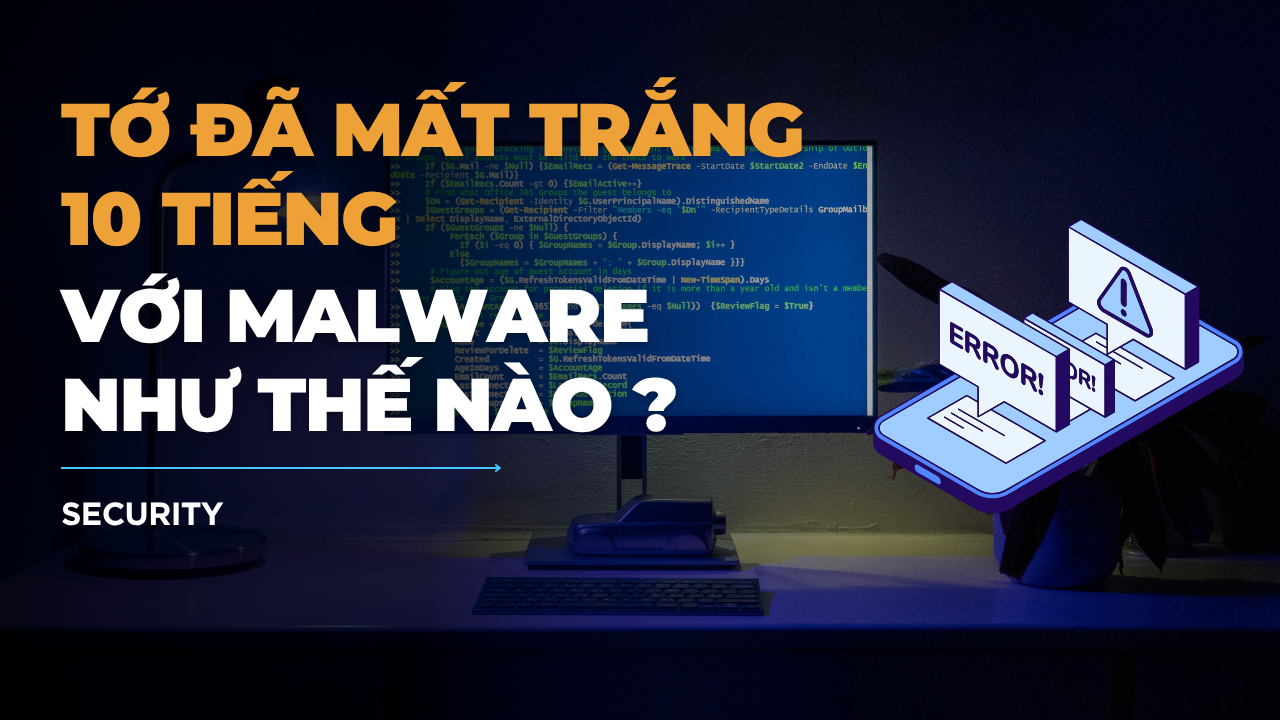 TỚ ĐÃ MẤT TRẮNG
10 TIẾNG
VỚI MALWARE
NHƯ THẾ NÀO ?
SECURITY
ERROR!
OR!
>> If ($G.Mail -ne $Null) {$EmailRecs = (Get-MessageTrace -StartDate $StartDate2 -EndDate $En
dDate -Recipient $G.Mail)}
>> If ($EmailRecs.Count -gt 0) {$EmailActive++}
>> # Find what Office 365 Groups the guest belongs to
>> $DN = (Get-Recipient -Identity $G.UserPrincipalName).DistinguishedName
>> $GuestGroups = (Get-Recipient -Filter "Members -eq '$Dn'" -RecipientTypeDetails GroupMailb
| Select DisplayName, ExternalDirectoryObjectId)
>> If ($GuestGroups -ne $Null) {
>> ForEach ($Group in $GuestGroups) {
>> If ($i -eq 0) { $GroupNames = $Group.DisplayName; $i++ }
>> Else
>> {$GroupNames = $GroupNames + "; " + $Group.DisplayName }}}
>> # Figure out age of guest account in days
>> $AccountAge = ($G.RefreshTokensValidFromDateTime | New-TimeSpan).Days
if it is more than a year old and isn't a membe
-eq $Null)) {$ReviewFlag = $True}
ReviewForDelete = $ReviewFlag
Created = $G.RefreshTokensValidFromDateTime
AgeInDays = $AccountAge
EmailCount = $EmailRecs.Count